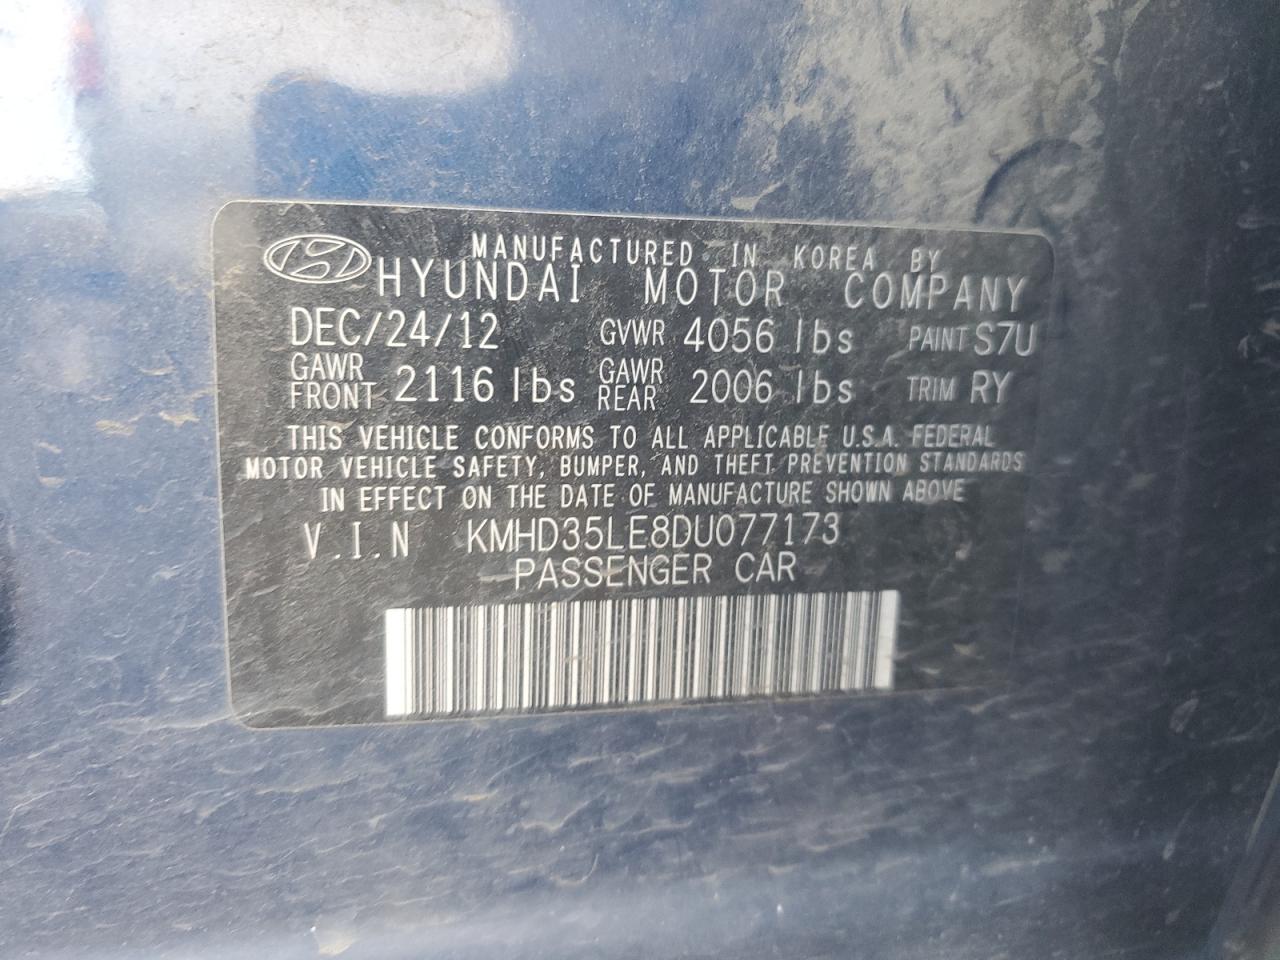 MANUFACTURED IN KOREA BY
HYUNDAI MOTOR COMPANY
DEC/24/12 GVWR 4056 lbs PAINT S7U
GAWR FRONT 2116 lbs GAWR REAR 2006 lbs TRIM RY
THIS VEHICLE CONFORMS TO ALL APPLICABLE U.S.A. FEDERAL
MOTOR VEHICLE SAFETY, BUMPER, AND THEFT PREVENTION STANDARDS
IN EFFECT ON THE DATE OF MANUFACTURE SHOWN ABOVE
V.I.N KMHD35LE8DU077173
PASSENGER CAR